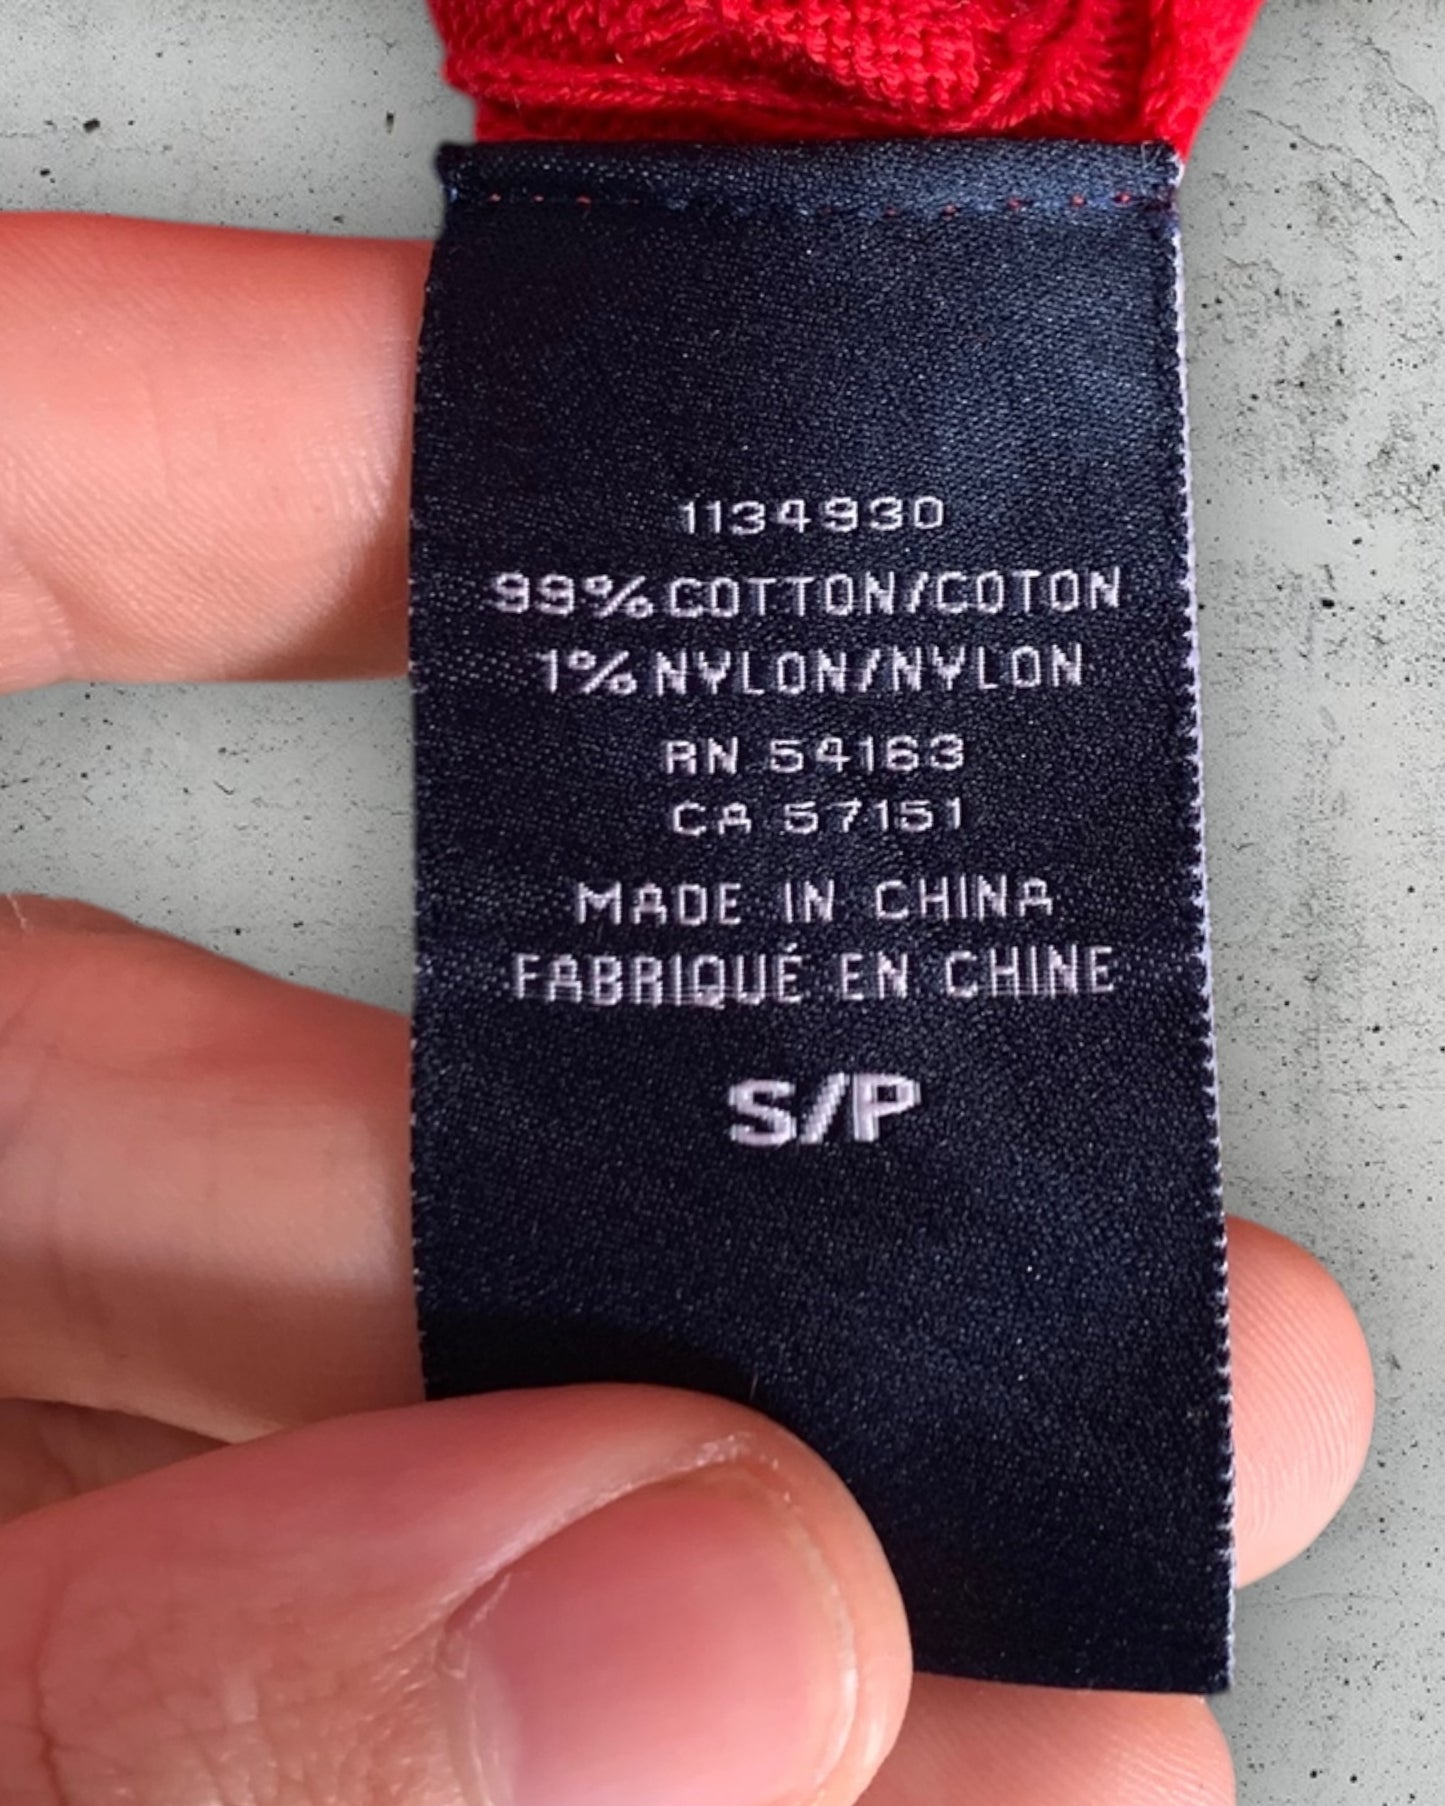 1134930
99% COTTON/COTON
1% NYLON/NYLON
RN 54163
CA 57151
MADE IN CHINA
FABRIQUÉ EN CHINE
S/P